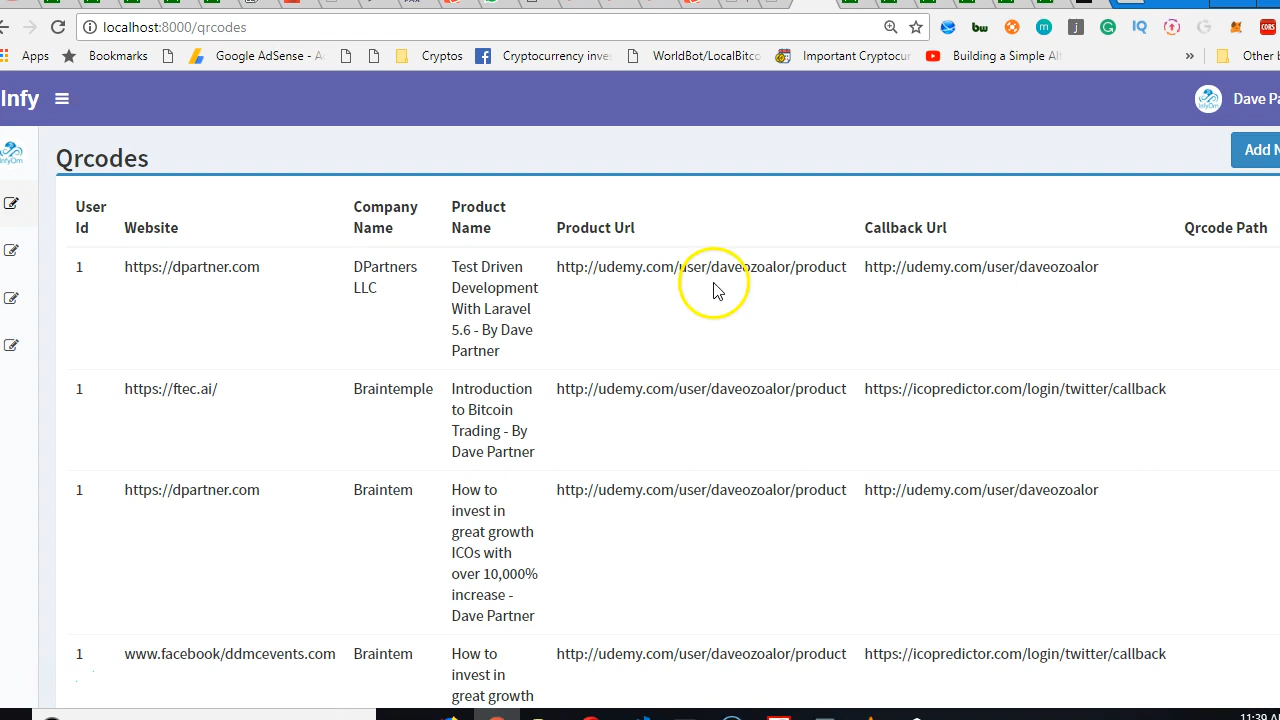 localhost:8000/qrcodes
Apps Bookmarks Google AdSense - A Cryptos Cryptocurrency inve WorldBot/LocalBitco Important Cryptocur Building a Simple Alt » Other b
Infy Dave Pa
Qrcodes Add N
User Id Website Company Name Product Name Product Url Callback Url Qrcode Path
1 https://dpartner.com DPartners LLC Test Driven Development With Laravel 5.6 - By Dave Partner http://udemy.com/user/daveozoalor/product http://udemy.com/user/daveozoalor
1 https://ftec.ai/ Braintemple Introduction to Bitcoin Trading - By Dave Partner http://udemy.com/user/daveozoalor/product https://icopredictor.com/login/twitter/callback
1 https://dpartner.com Braintem How to invest in great growth ICOs with over 10,000% increase - Dave Partner http://udemy.com/user/daveozoalor/product http://udemy.com/user/daveozoalor
1 www.facebook/ddmcevents.com Braintem How to invest in great growth http://udemy.com/user/daveozoalor/product https://icopredictor.com/login/twitter/callback
11:39 A